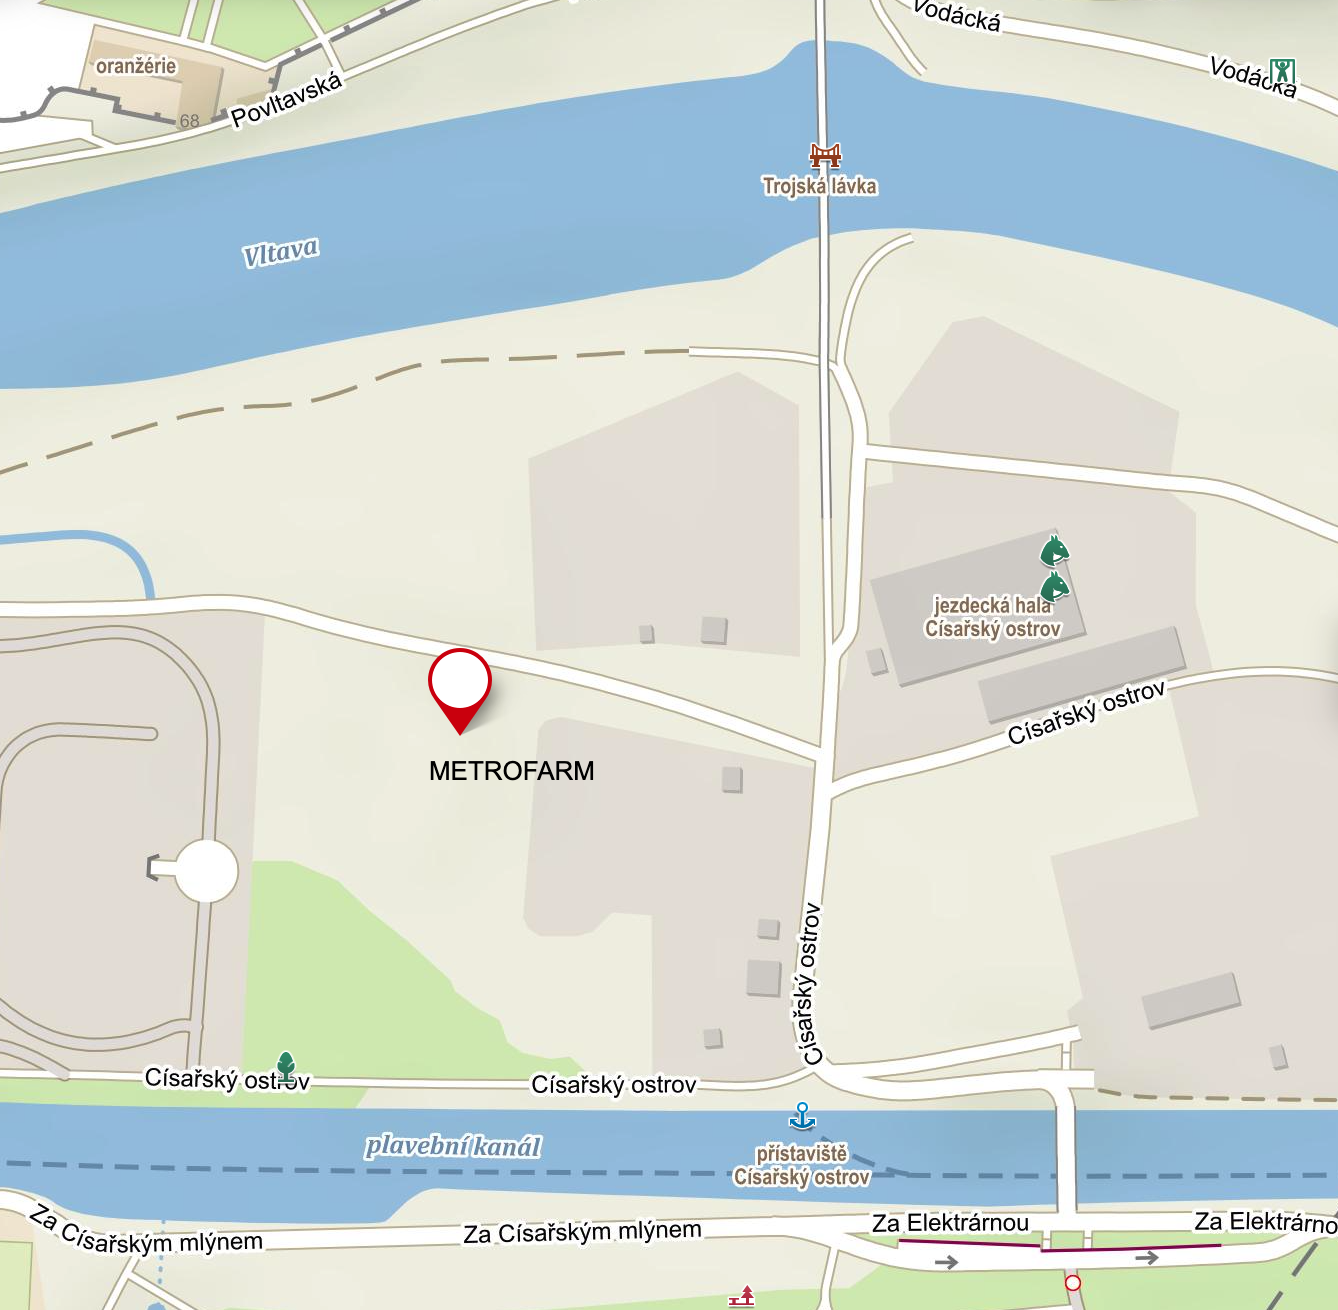 Vodácká
oranžérie
Vodácká
68
Povltavská
Trojská lávka
Vltava
jezdecká hala
Císařský ostrov
Císařský ostrov
METROFARM
Císařský ostrov
Císařský ostrov
Císařský ostrov
plavební kanál
přístaviště
Císařský ostrov
Za Císařským mlýnem
Za Císařským mlýnem
Za Elektrárnou
Za Elektrárno